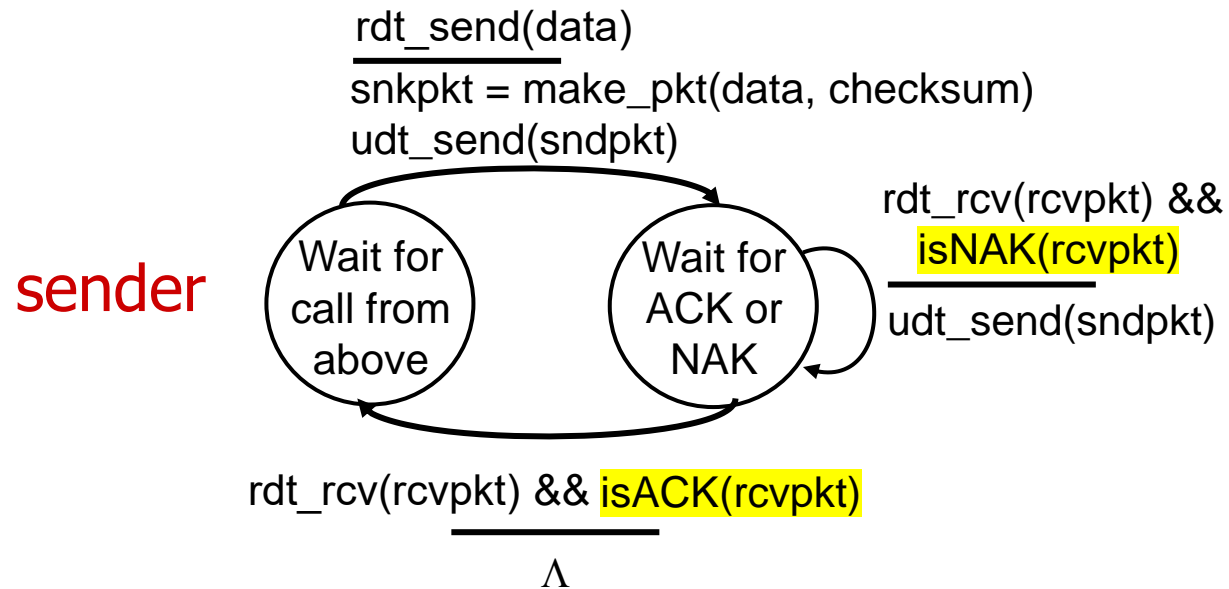 rdt_send(data)
snkpkt = make_pkt(data, checksum)
udt_send(sndpkt)
sender
Wait for
call from
above
Wait for
ACK or
NAK
rdt_rcv(rcvpkt) &&
isNAK(rcvpkt)
udt_send(sndpkt)
rdt_rcv(rcvpkt) && isACK(rcvpkt)
Λ